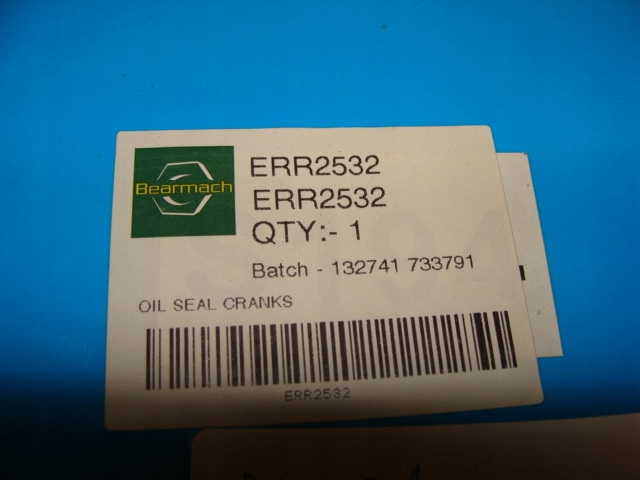 Bearmach
ERR2532
ERR2532
QTY:- 1
Batch - 132741 733791
OIL SEAL CRANKS
ERR2532